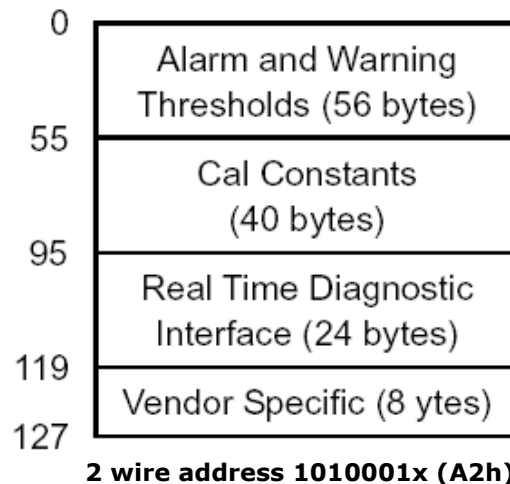 0
Alarm and Warning
Thresholds (56 bytes)
55
Cal Constants
(40 bytes)
95
Real Time Diagnostic
Interface (24 bytes)
119
Vendor Specific (8 ytes)
127
2 wire address 1010001x (A2h)